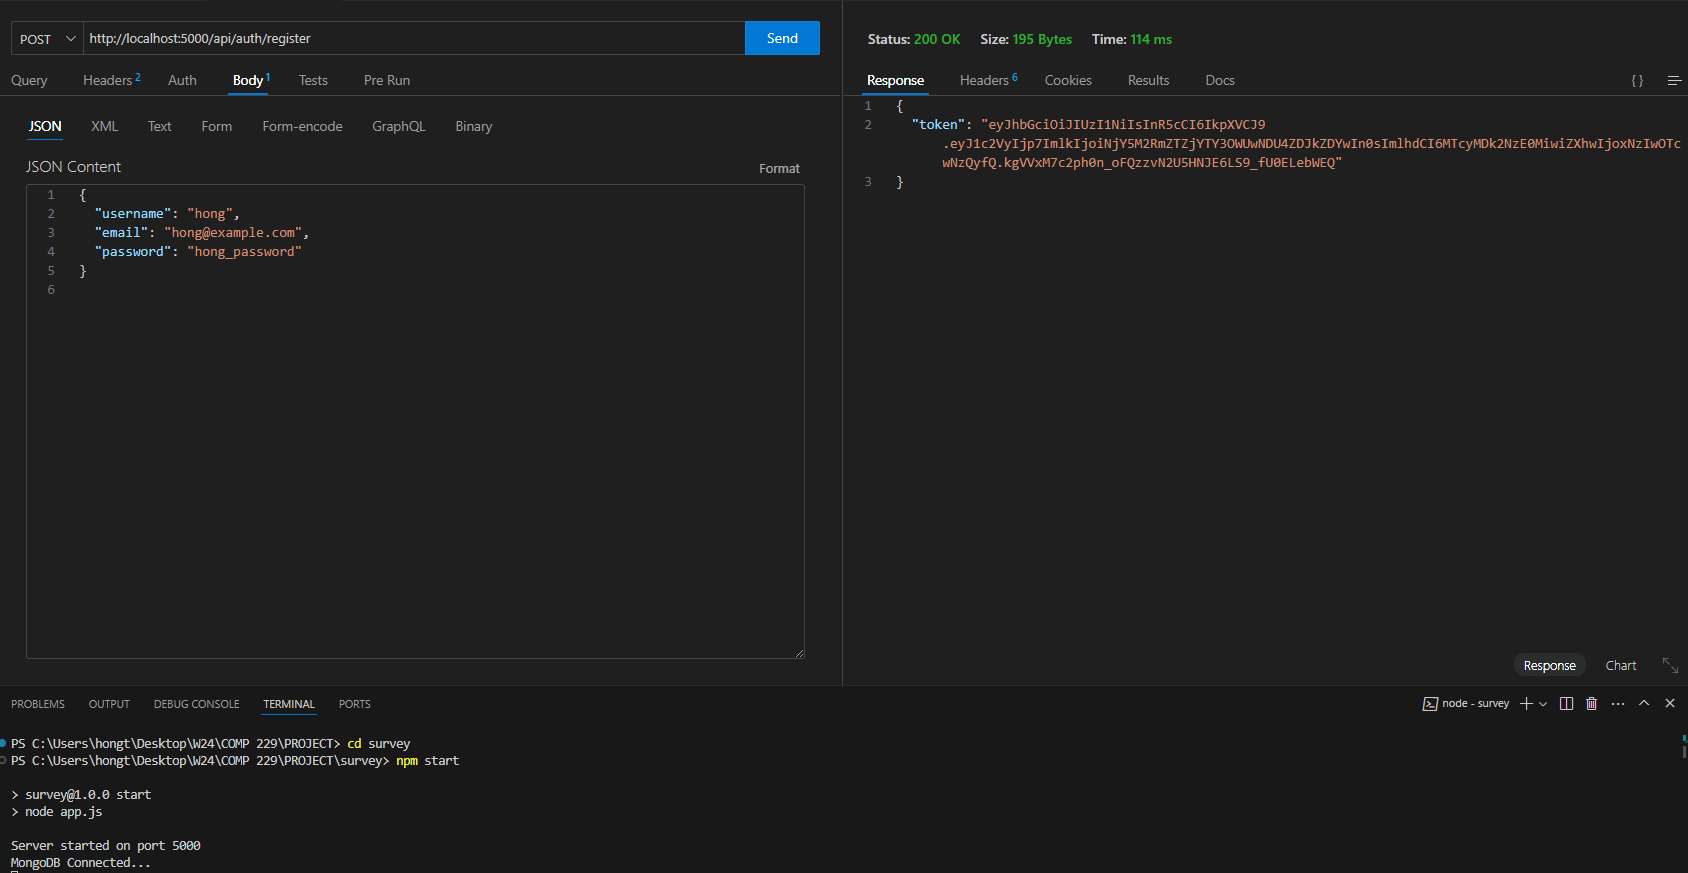 POST http://localhost:5000/api/auth/register Send
Query Headers 2 Auth Body 1 Tests Pre Run
JSON XML Text Form Form-encode GraphQL Binary
JSON Content Format
1 {
2 "username": "hong",
3 "email": "hong@example.com",
4 "password": "hong_password"
5 }
6
Status: 200 OK Size: 195 Bytes Time: 114 ms
Response Headers 6 Cookies Results Docs {}
1 {
2 "token": "eyJhbGciOiJIUzI1NiIsInR5cCI6IkpXVCJ9
.eyJ1c2VyIjp7ImlkIjoiNjY5M2RmZTZjYTY3OWUwNDU4ZDJkZDYwIn0sImlhdCI6MTcyMDk2NzE0MiwiZXhwIjoxNzIwOTc
wNzQyfQ.kgVVxM7c2ph0n_oFQzzvN2U5HNJE6LS9_fU0ELebWEQ"
3 }
Response Chart
PROBLEMS OUTPUT DEBUG CONSOLE TERMINAL PORTS node - survey
PS C:\Users\hongt\Desktop\W24\COMP 229\PROJECT> cd survey
PS C:\Users\hongt\Desktop\W24\COMP 229\PROJECT\survey> npm start
> survey@1.0.0 start
> node app.js
Server started on port 5000
MongoDB Connected...